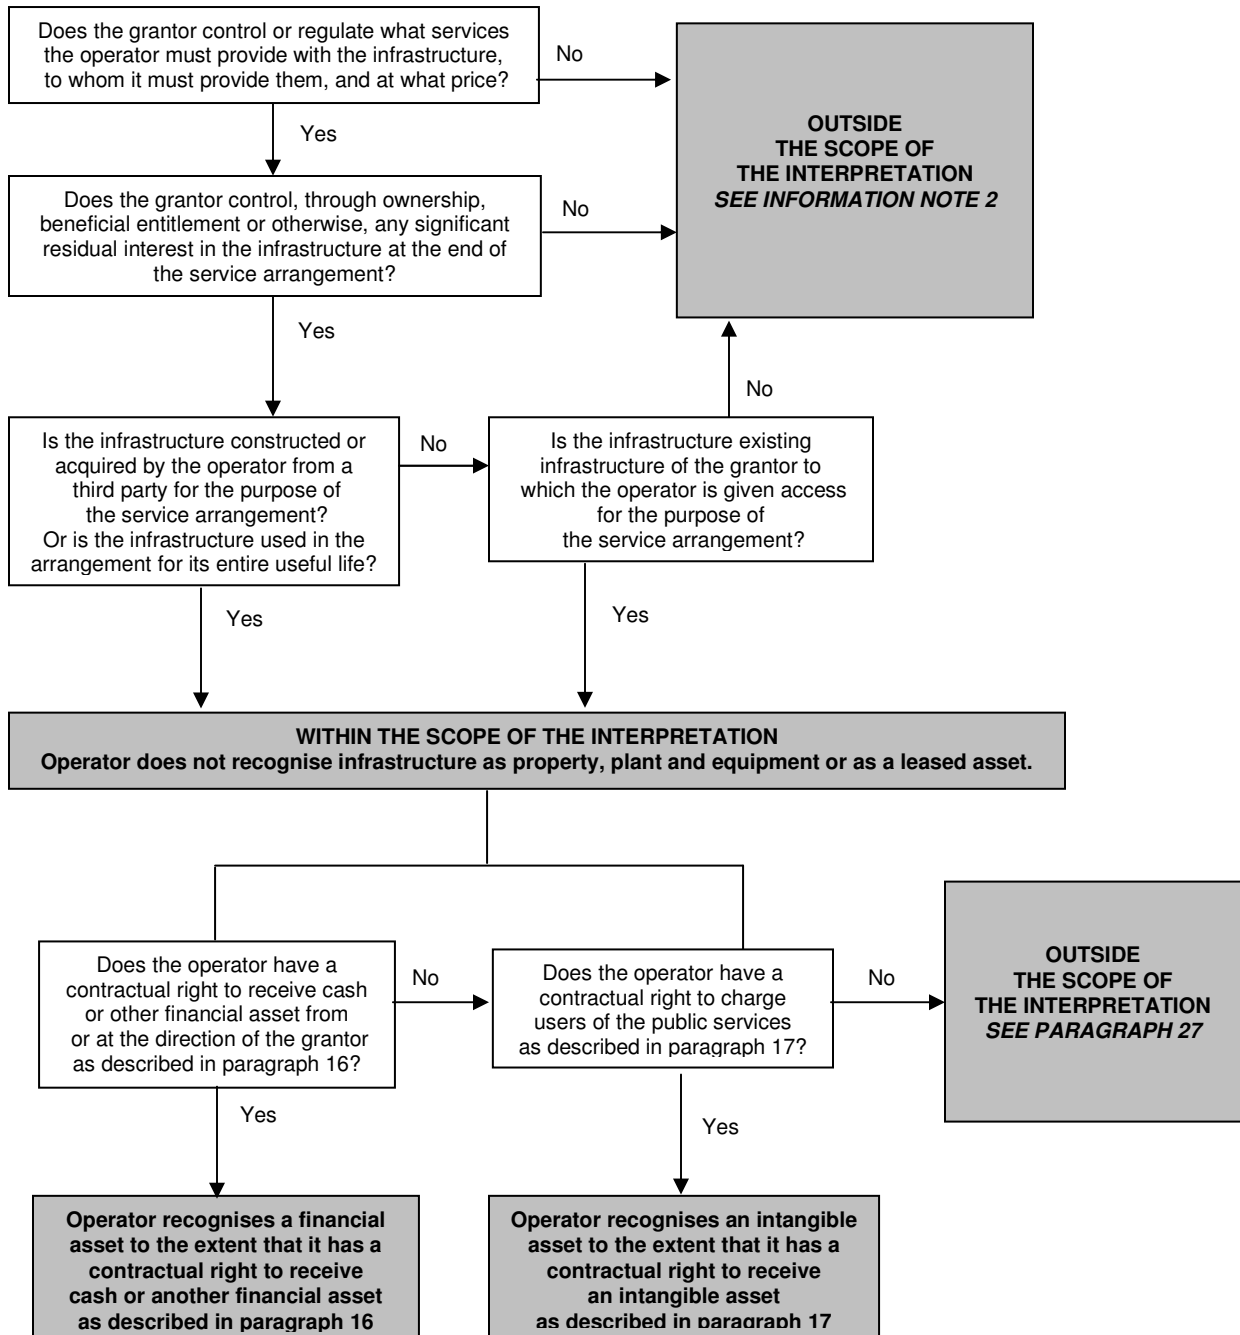 Does the grantor control or regulate what services
the operator must provide with the infrastructure,
to whom it must provide them, and at what price?
No
Yes
OUTSIDE
THE SCOPE OF
THE INTERPRETATION
SEE INFORMATION NOTE 2
Does the grantor control, through ownership,
beneficial entitlement or otherwise, any significant
residual interest in the infrastructure at the end of
the service arrangement?
No
Yes
No
Is the infrastructure constructed or
acquired by the operator from a
third party for the purpose of
the service arrangement?
Or is the infrastructure used in the
arrangement for its entire useful life?
No
Is the infrastructure existing
infrastructure of the grantor to
which the operator is given access
for the purpose of
the service arrangement?
Yes
Yes
WITHIN THE SCOPE OF THE INTERPRETATION
Operator does not recognise infrastructure as property, plant and equipment or as a leased asset.
Does the operator have a
contractual right to receive cash
or other financial asset from
or at the direction of the grantor
as described in paragraph 16?
No
Does the operator have a
contractual right to charge
users of the public services
as described in paragraph 17?
No
OUTSIDE
THE SCOPE OF
THE INTERPRETATION
SEE PARAGRAPH 27
Yes
Yes
Operator recognises a financial
asset to the extent that it has a
contractual right to receive
cash or another financial asset
as described in paragraph 16
Operator recognises an intangible
asset to the extent that it has a
contractual right to receive
an intangible asset
as described in paragraph 17